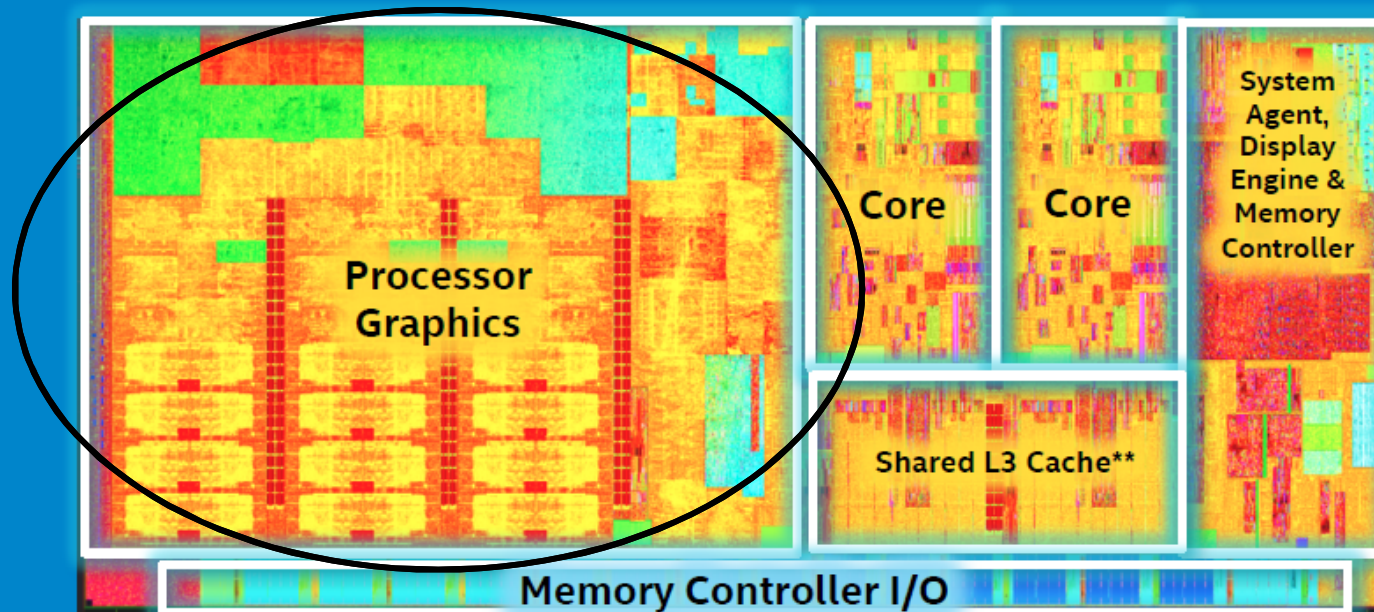 Processor
Graphics
Core
Core
System
Agent,
Display
Engine &
Memory
Controller
Shared L3 Cache**
Memory Controller I/O